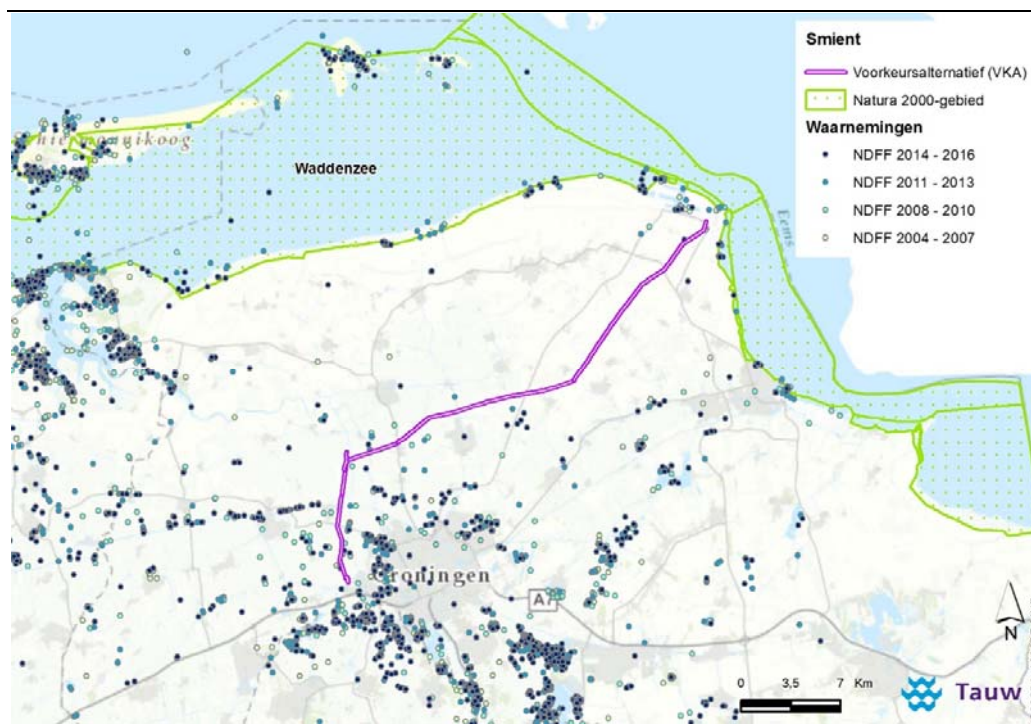 Smient
Voorkeursalternatief (VKA)
Natura 2000-gebied
Waarnemingen
NDFF 2014 - 2016
NDFF 2011 - 2013
NDFF 2008 - 2010
NDFF 2004 - 2007
Waddenzee
Eems
Groningen
A7
N
0 3,5 7 Km
Tauw